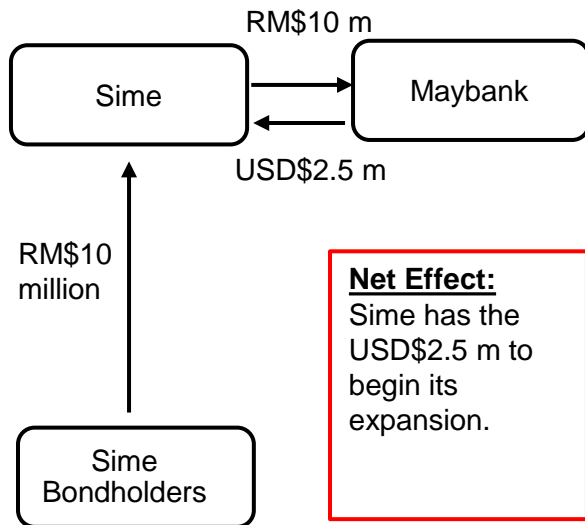 RM$10 m
Sime
Maybank
USD$2.5 m
RM$10
million
Net Effect:
Sime has the
USD$2.5 m to
begin its
expansion.
Sime
Bondholders